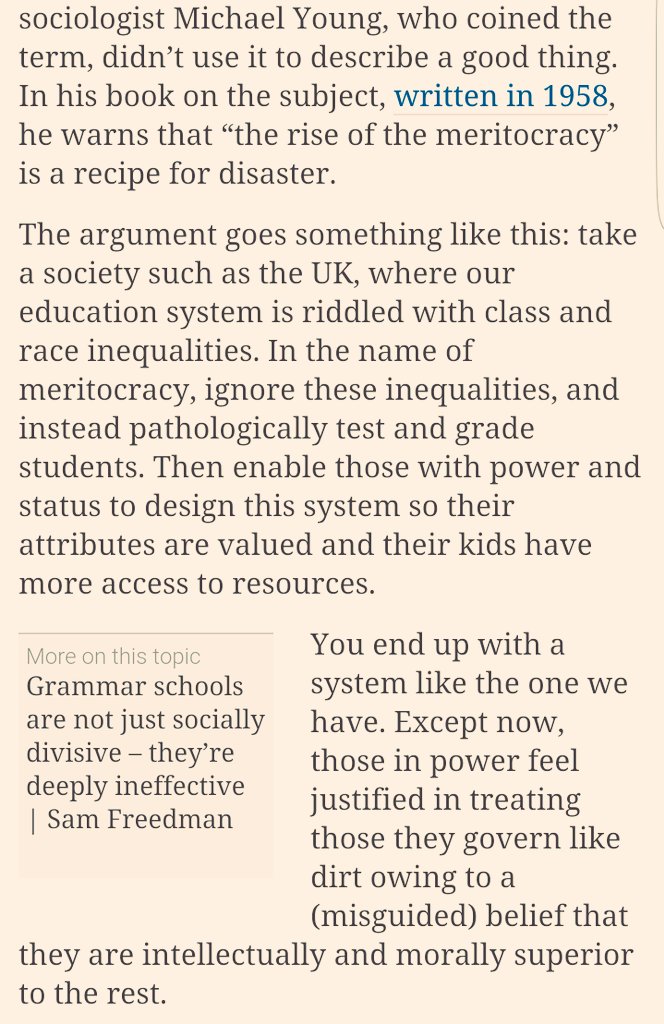 sociologist Michael Young, who coined the
term, didn’t use it to describe a good thing.
In his book on the subject, written in 1958,
he warns that “the rise of the meritocracy”
is a recipe for disaster.
The argument goes something like this: take
a society such as the UK, where our
education system is riddled with class and
race inequalities. In the name of
meritocracy, ignore these inequalities, and
instead pathologically test and grade
students. Then enable those with power and
status to design this system so their
attributes are valued and their kids have
more access to resources.
More on this topic
Grammar schools
are not just socially
divisive – they’re
deeply ineffective
| Sam Freedman
You end up with a
system like the one we
have. Except now,
those in power feel
justified in treating
those they govern like
dirt owing to a
(misguided) belief that
they are intellectually and morally superior
to the rest.